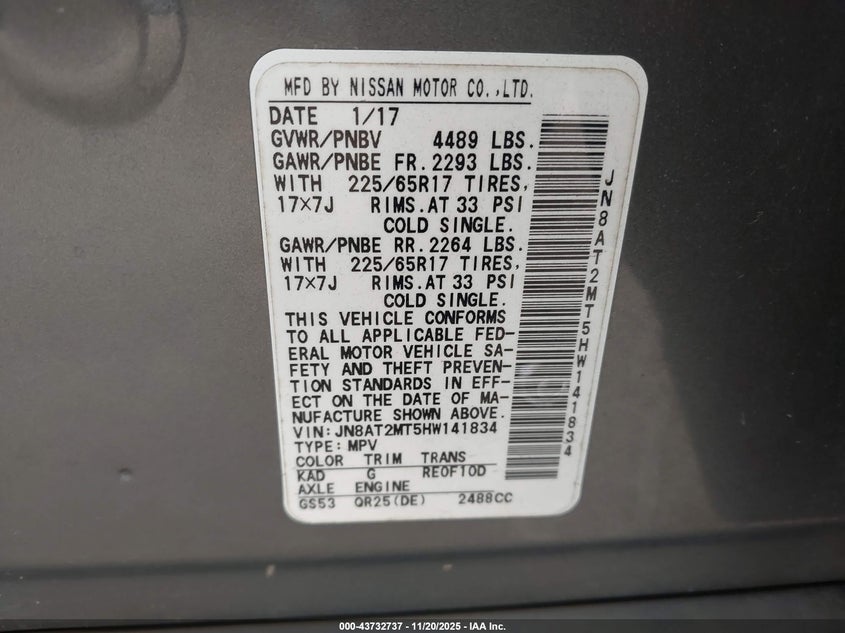 MFD BY NISSAN MOTOR CO.,LTD.
DATE 1/17
GVWR/PNBV 4489 LBS.
GAWR/PNBE FR. 2293 LBS.
WITH 225/65R17 TIRES,
17×7J RIMS. AT 33 PSI
COLD SINGLE.
GAWR/PNBE RR. 2264 LBS.
WITH 225/65R17 TIRES,
17×7J RIMS. AT 33 PSI
COLD SINGLE.
THIS VEHICLE CONFORMS
TO ALL APPLICABLE FED-
ERAL MOTOR VEHICLE SA-
FETY AND THEFT PREVEN-
TION STANDARDS IN EFF-
ECT ON THE DATE OF MA-
NUFACTURE SHOWN ABOVE.
VIN:JN8AT2MT5HW141834
TYPE:MPV
COLOR TRIM TRANS
KAD G RE0F10D
AXLE ENGINE
GS53 QR25(DE) 2488CC
JN8AT2MT5HW141834
000-43732737 - 11/20/2025 - IAA Inc.